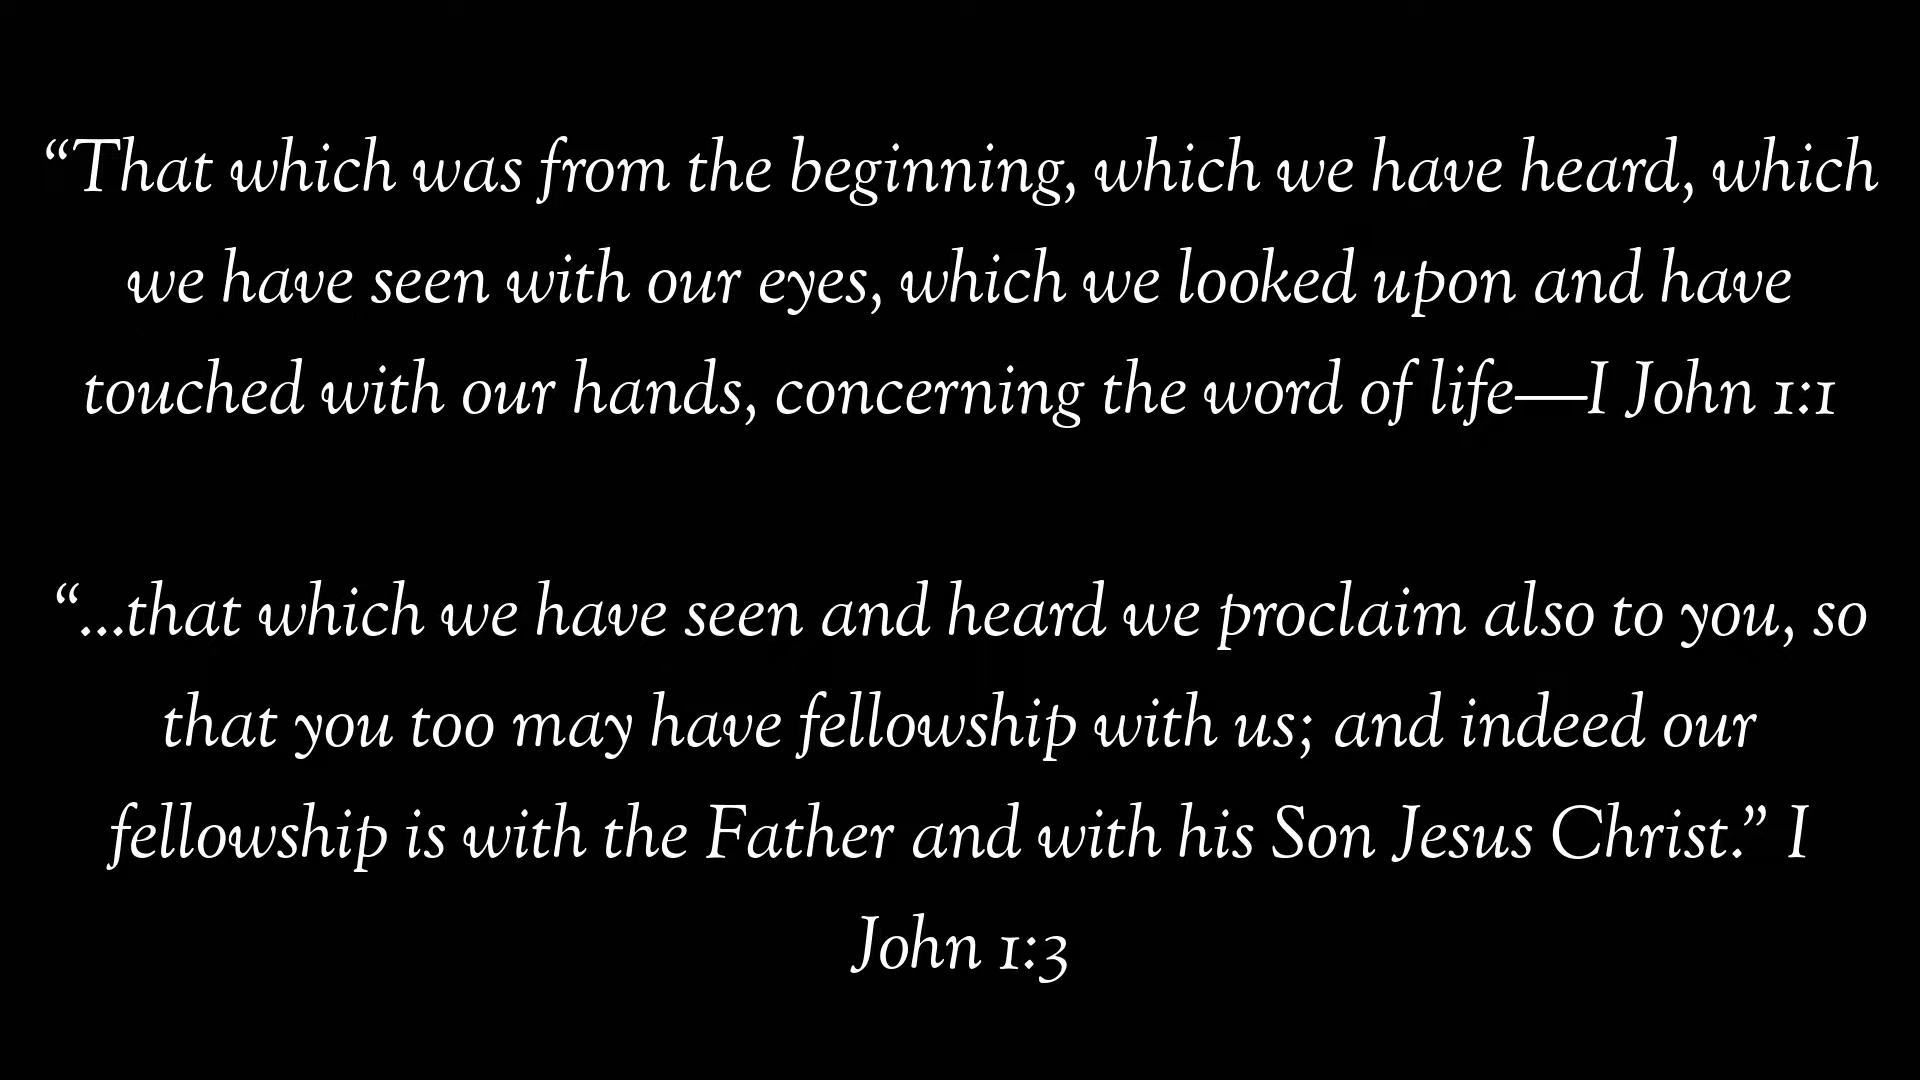 “That which was from the beginning, which we have heard, which
we have seen with our eyes, which we looked upon and have
touched with our hands, concerning the word of life—I John 1:1
“...that which we have seen and heard we proclaim also to you, so
that you too may have fellowship with us; and indeed our
fellowship is with the Father and with his Son Jesus Christ.” I
John 1:3